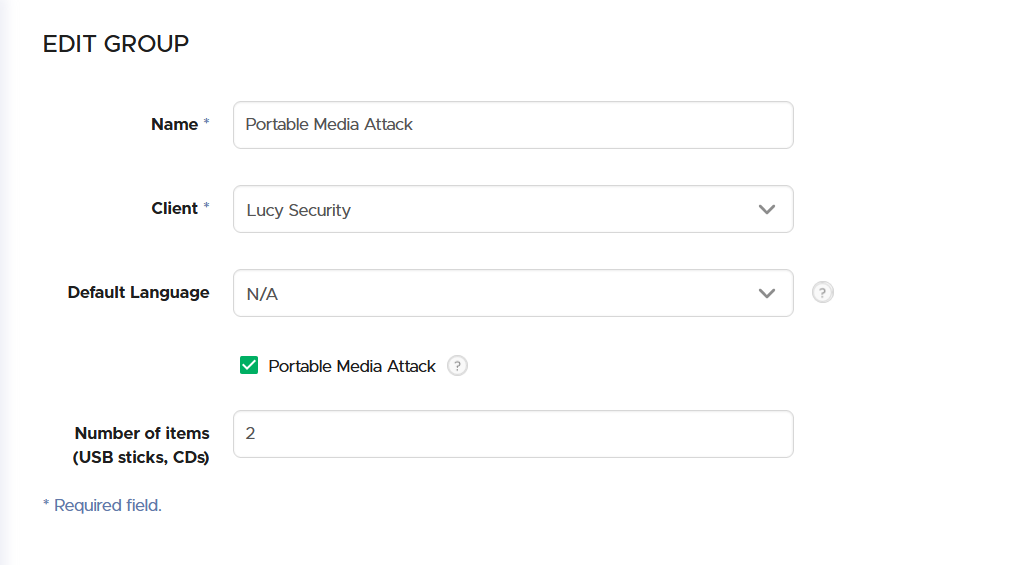 EDIT GROUP
Name *
Portable Media Attack
Client *
Lucy Security
Default Language
N/A
?
Portable Media Attack ?
Number of items
(USB sticks, CDs)
2
* Required field.